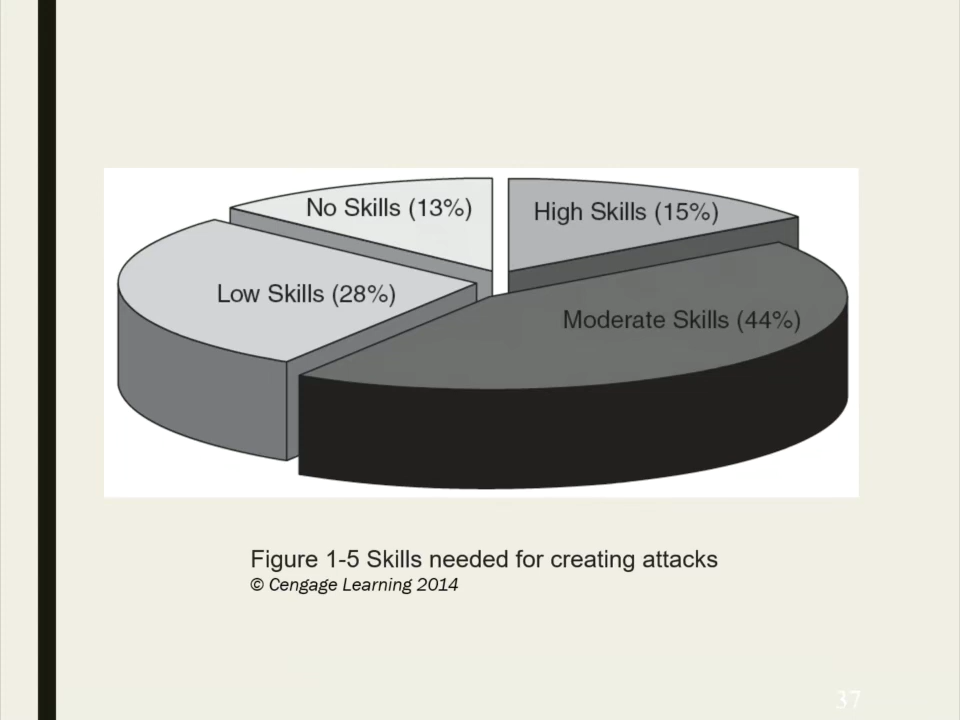 No Skills (13%)
High Skills (15%)
Low Skills (28%)
Moderate Skills (44%)
Figure 1-5 Skills needed for creating attacks
© Cengage Learning 2014
37